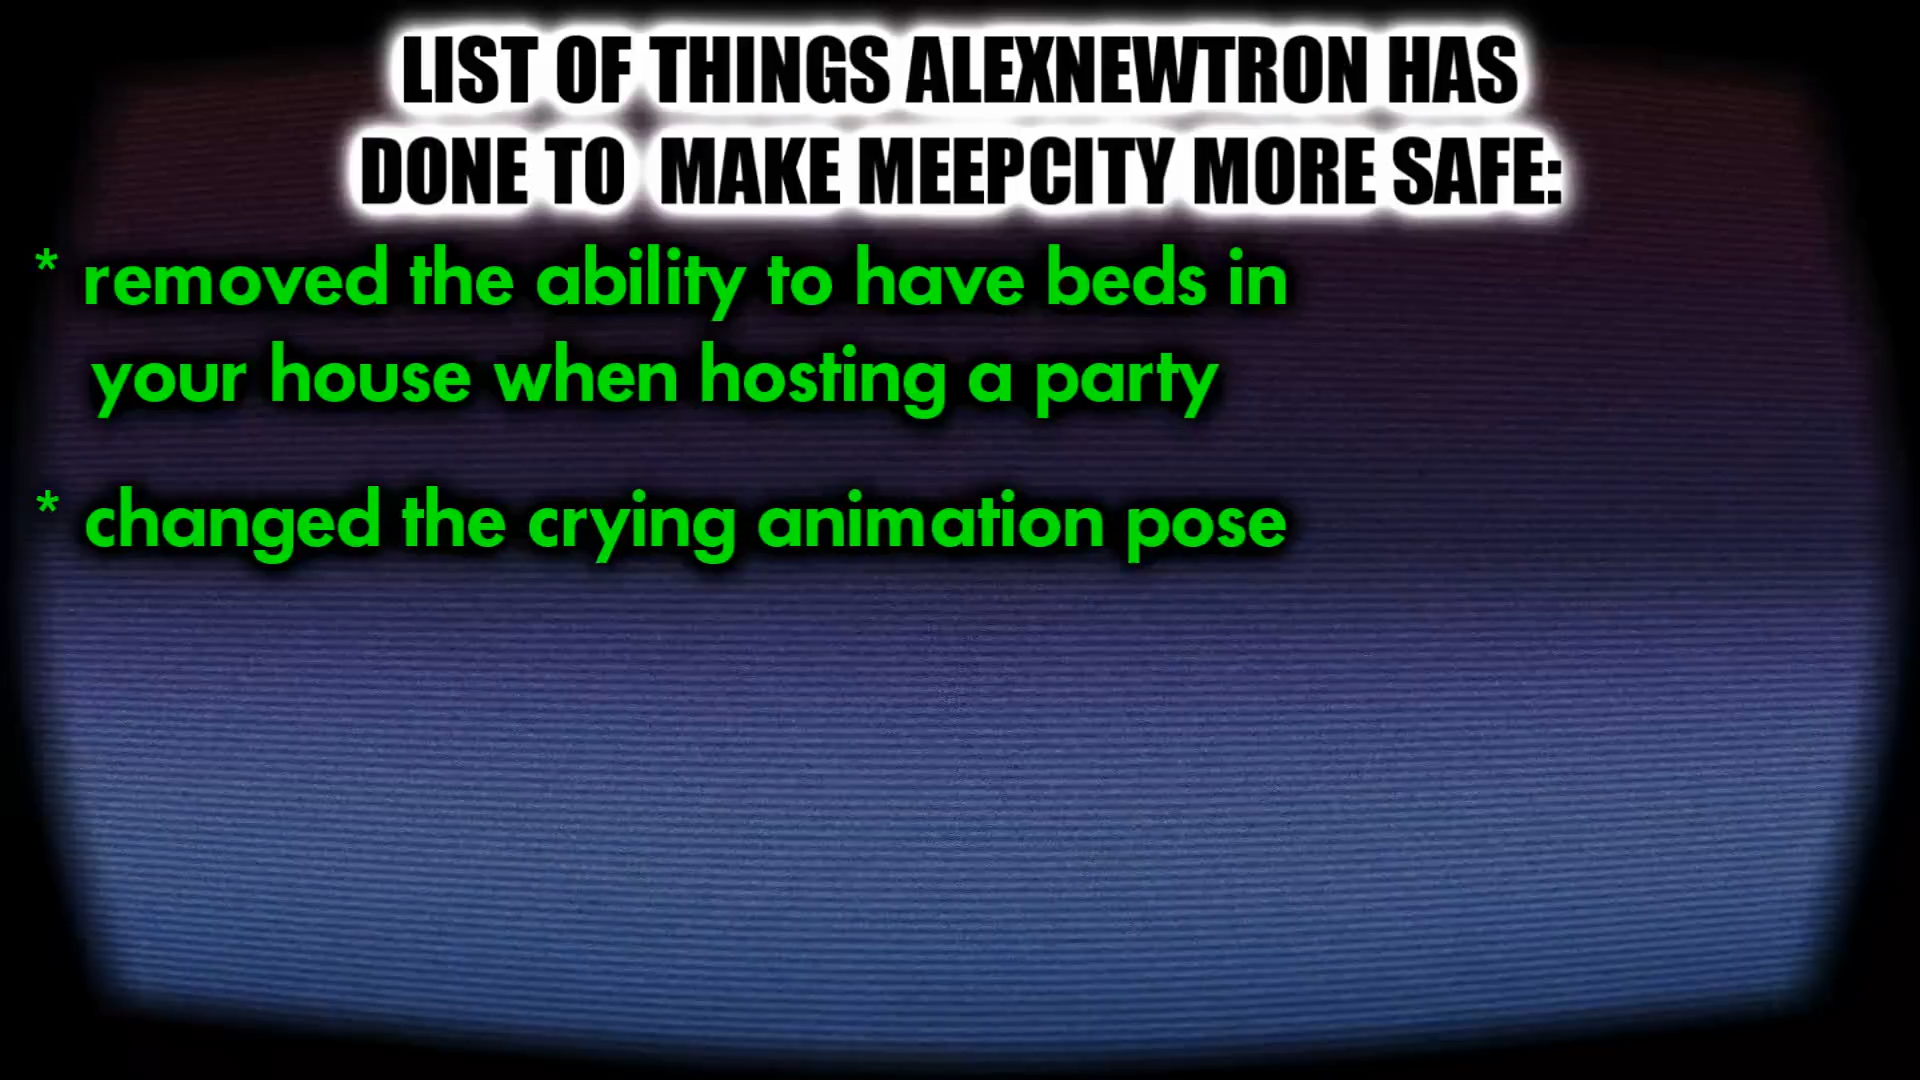 LIST OF THINGS ALEXNEWTRON HAS
DONE TO MAKE MEEPCITY MORE SAFE:
* removed the ability to have beds in
your house when hosting a party
* changed the crying animation pose